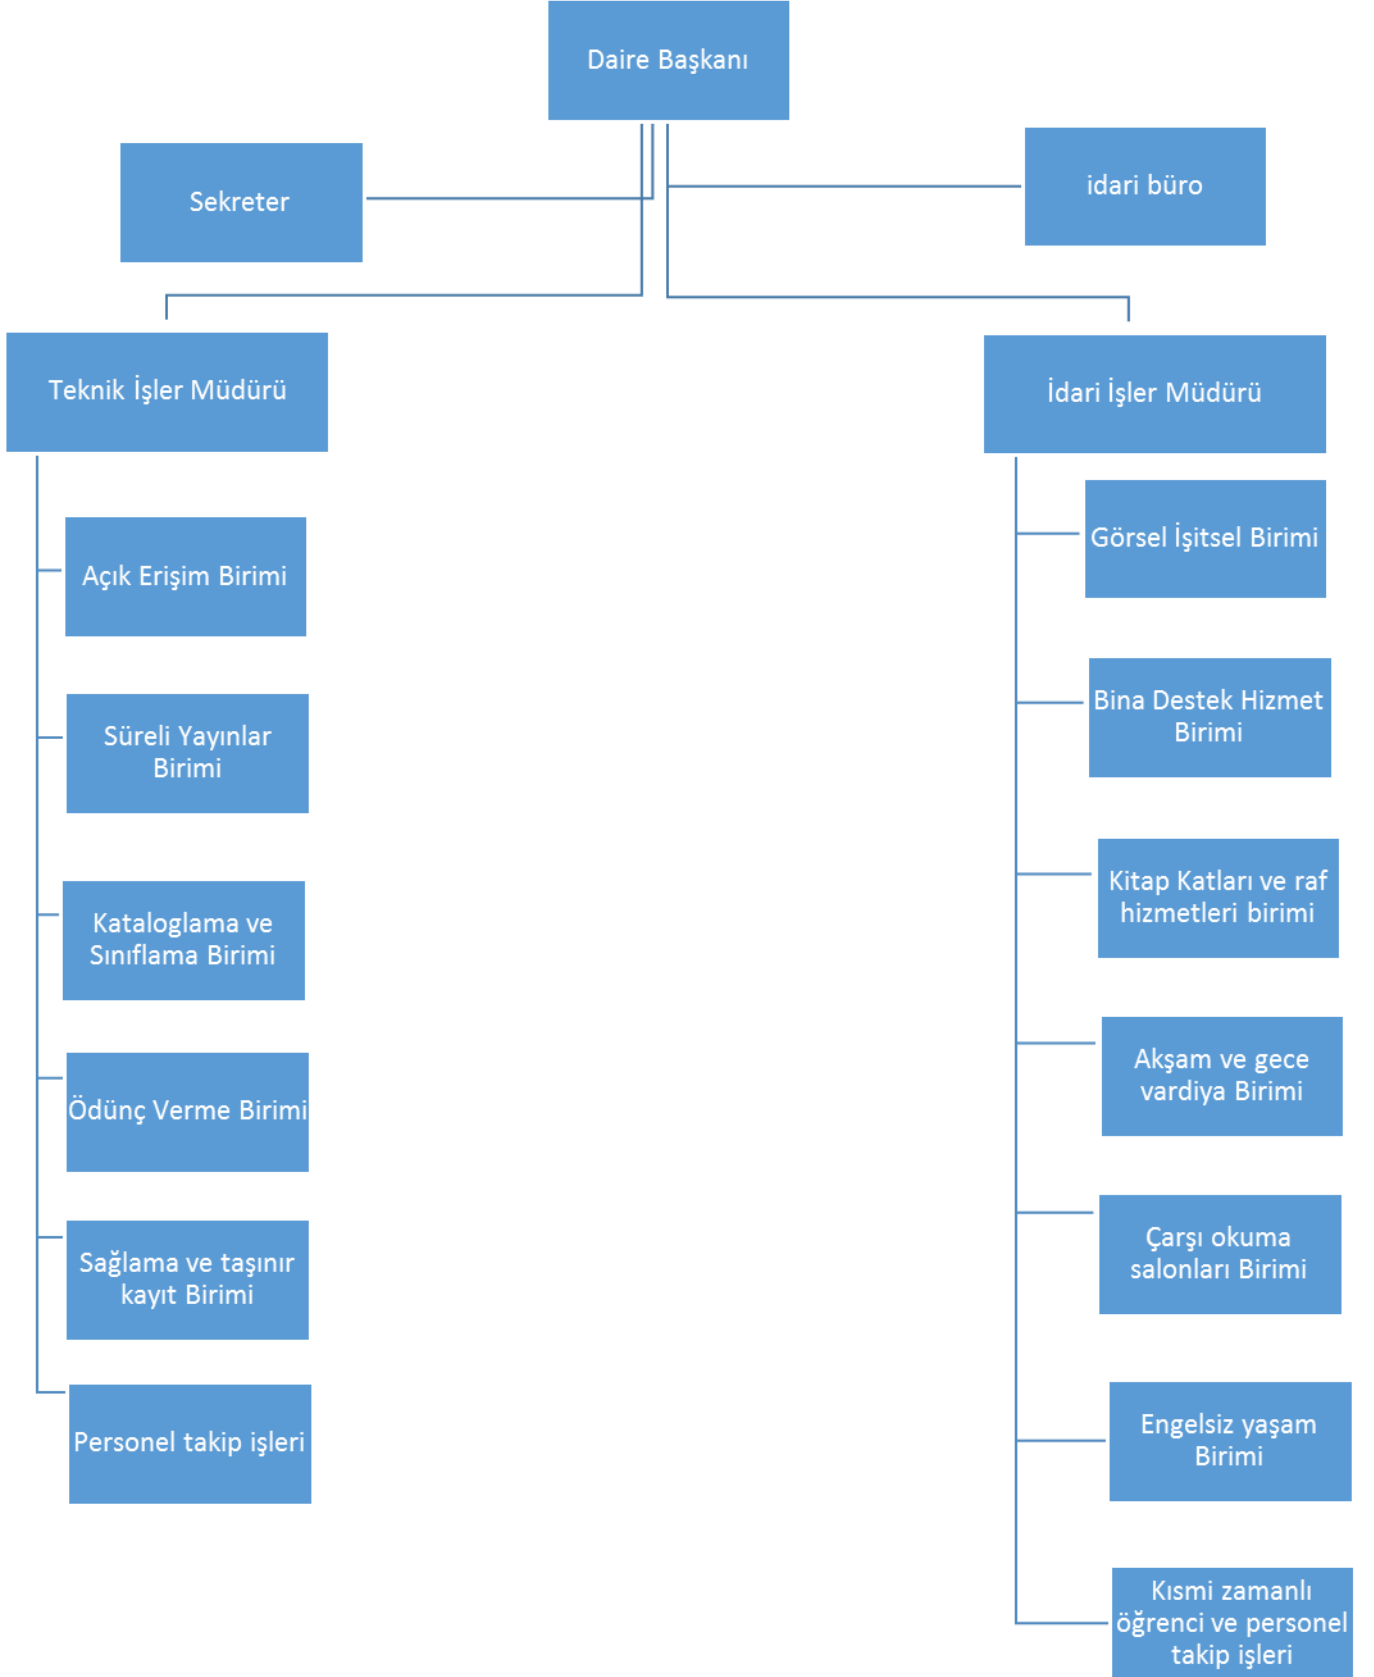 Daire Başkanı
Sekreter
idari büro
Teknik İşler Müdürü
Açık Erişim Birimi
Süreli Yayınlar
Birimi
Kataloglama ve
Sınıflama Birimi
Ödünç Verme Birimi
Sağlama ve taşınır
kayıt Birimi
Personel takip işleri
İdari İşler Müdürü
Görsel İşitsel Birimi
Bina Destek Hizmet
Birimi
Kitap Katları ve raf
hizmetleri birimi
Akşam ve gece
vardiya Birimi
Çarşı okuma
salonları Birimi
Engelsiz yaşam
Birimi
Kısmi zamanlı
öğrenci ve personel
takip işleri